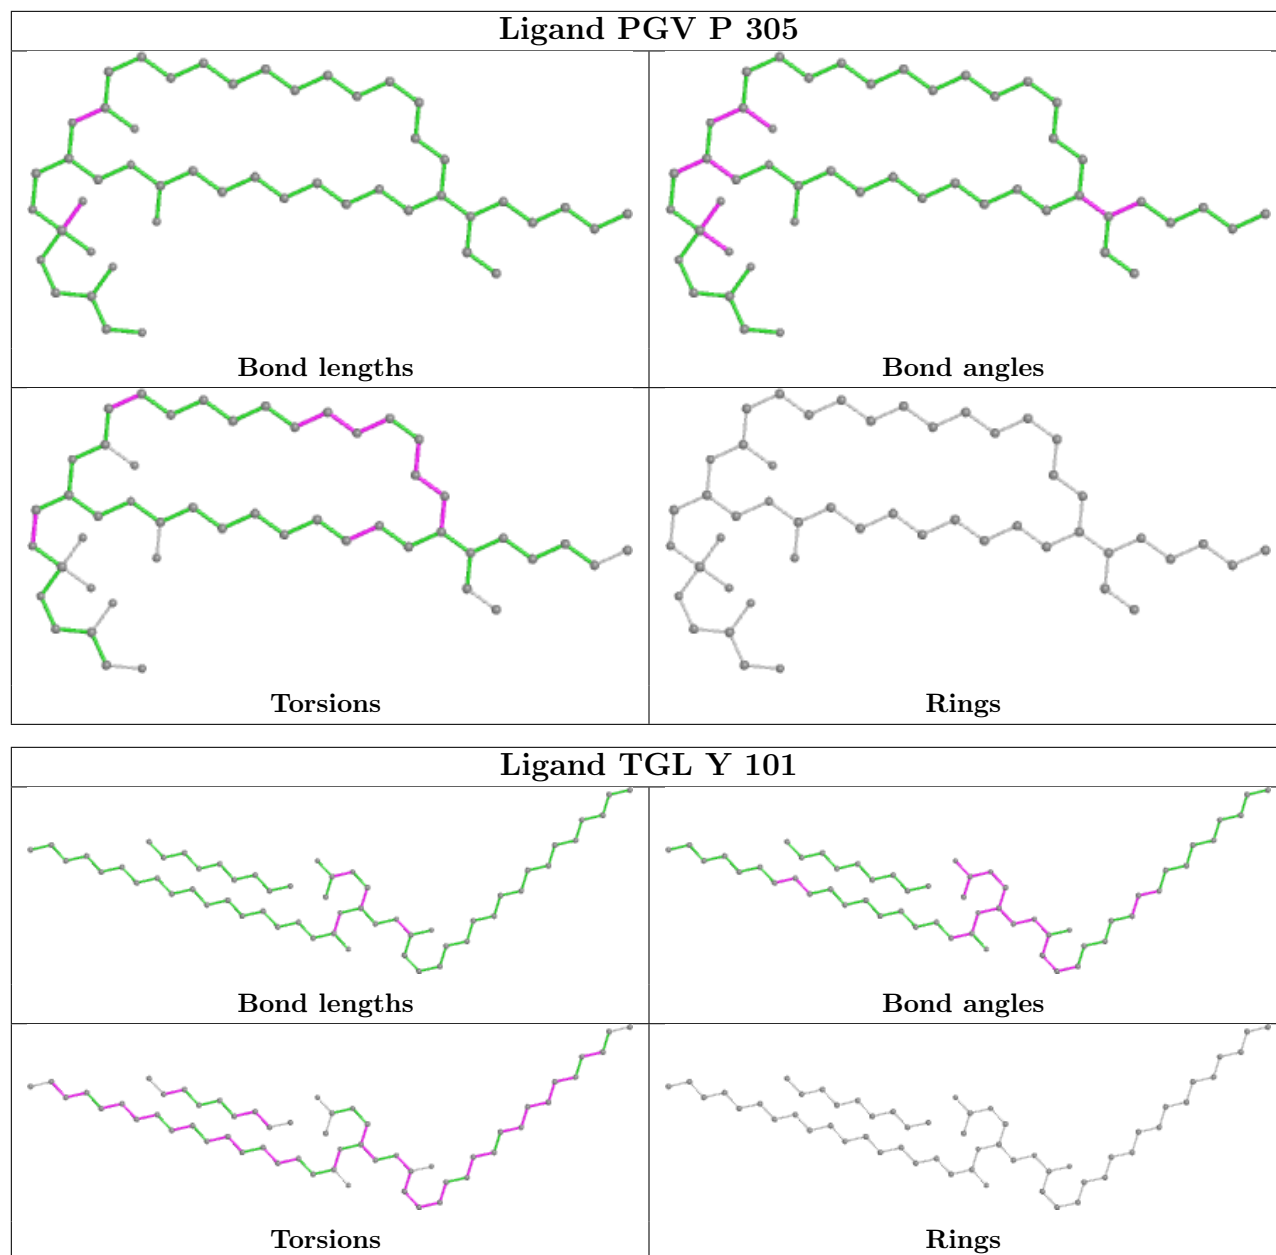 Ligand PGV P 305
Bond lengths
Bond angles
Torsions
Rings
Ligand TGL Y 101
Bond lengths
Bond angles
Torsions
Rings